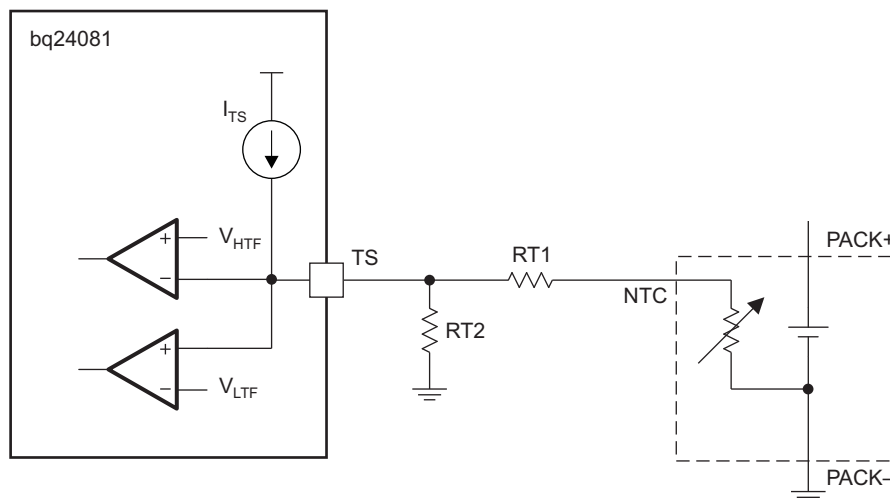 bq24081
I_TS
+
V_HTF
−
TS
RT1
PACK+
NTC
RT2
+
−
V_LTF
PACK–